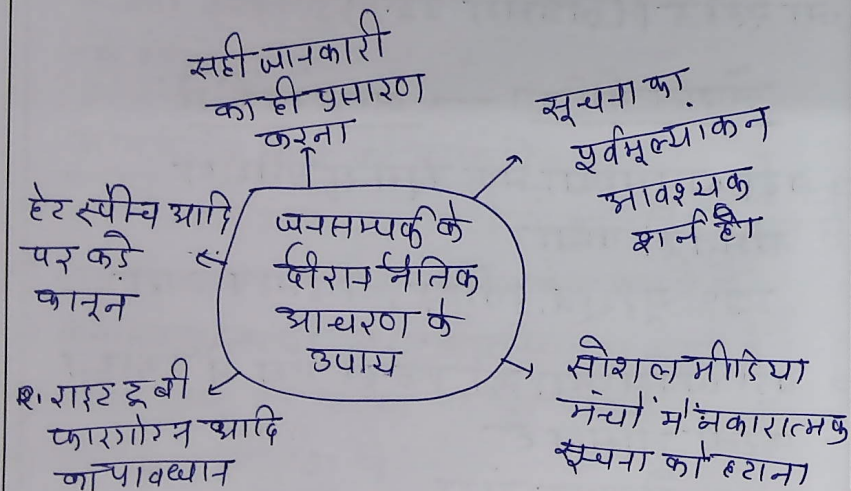 सही जानकारी
का ही प्रसारण
करना
सूचना का
पूर्वमूल्याकन
आवश्यक
शर्त है।
हेट स्पीच आदि
पर कड़े
कानून
जनसम्पर्क के
दौरान नैतिक
आचरण के
उपाय
राइट टू बी
फारगोटन आदि
का पावधान
सोशल मीडिया
मंचों में नकारात्मक
सूचना को हटाना